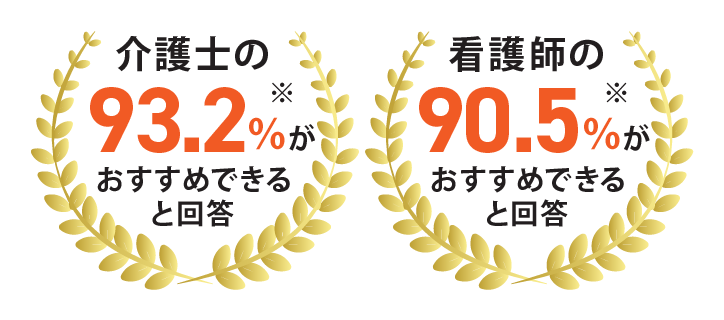 介護士の
93.2%※が
おすすめできる
と回答
看護師の
90.5%※が
おすすめできる
と回答